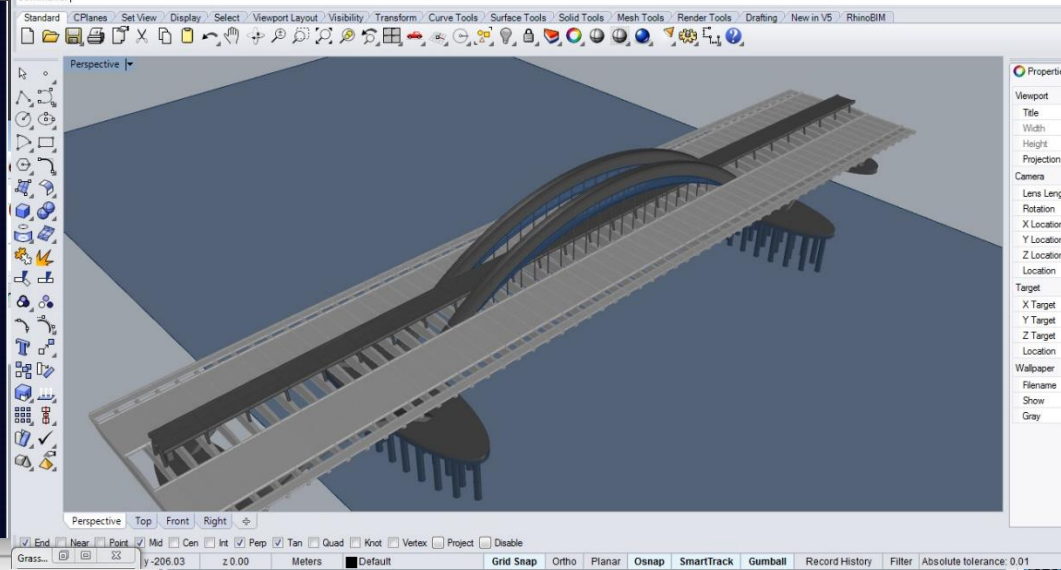 Standard CPlanes Set View Display Select Viewport Layout Visibility Transform Curve Tools Surface Tools Solid Tools Mesh Tools Render Tools Drafting New in V5 RhinoBIM
Perspective
Properti
Viewport
Title
Width
Height
Projection
Camera
Lens Leng
Rotation
X Location
Y Location
Z Location
Location
Target
X Target
Y Target
Z Target
Location
Wallpaper
Filename
Show
Gray
Perspective Top Front Right
End Near Point Mid Cen Int Perp Tan Quad Knot Vertex Project Disable
Grass... y -206.03 z 0.00 Meters Default Grid Snap Ortho Planar Osnap SmartTrack Gumball Record History Filter Absolute tolerance: 0.01